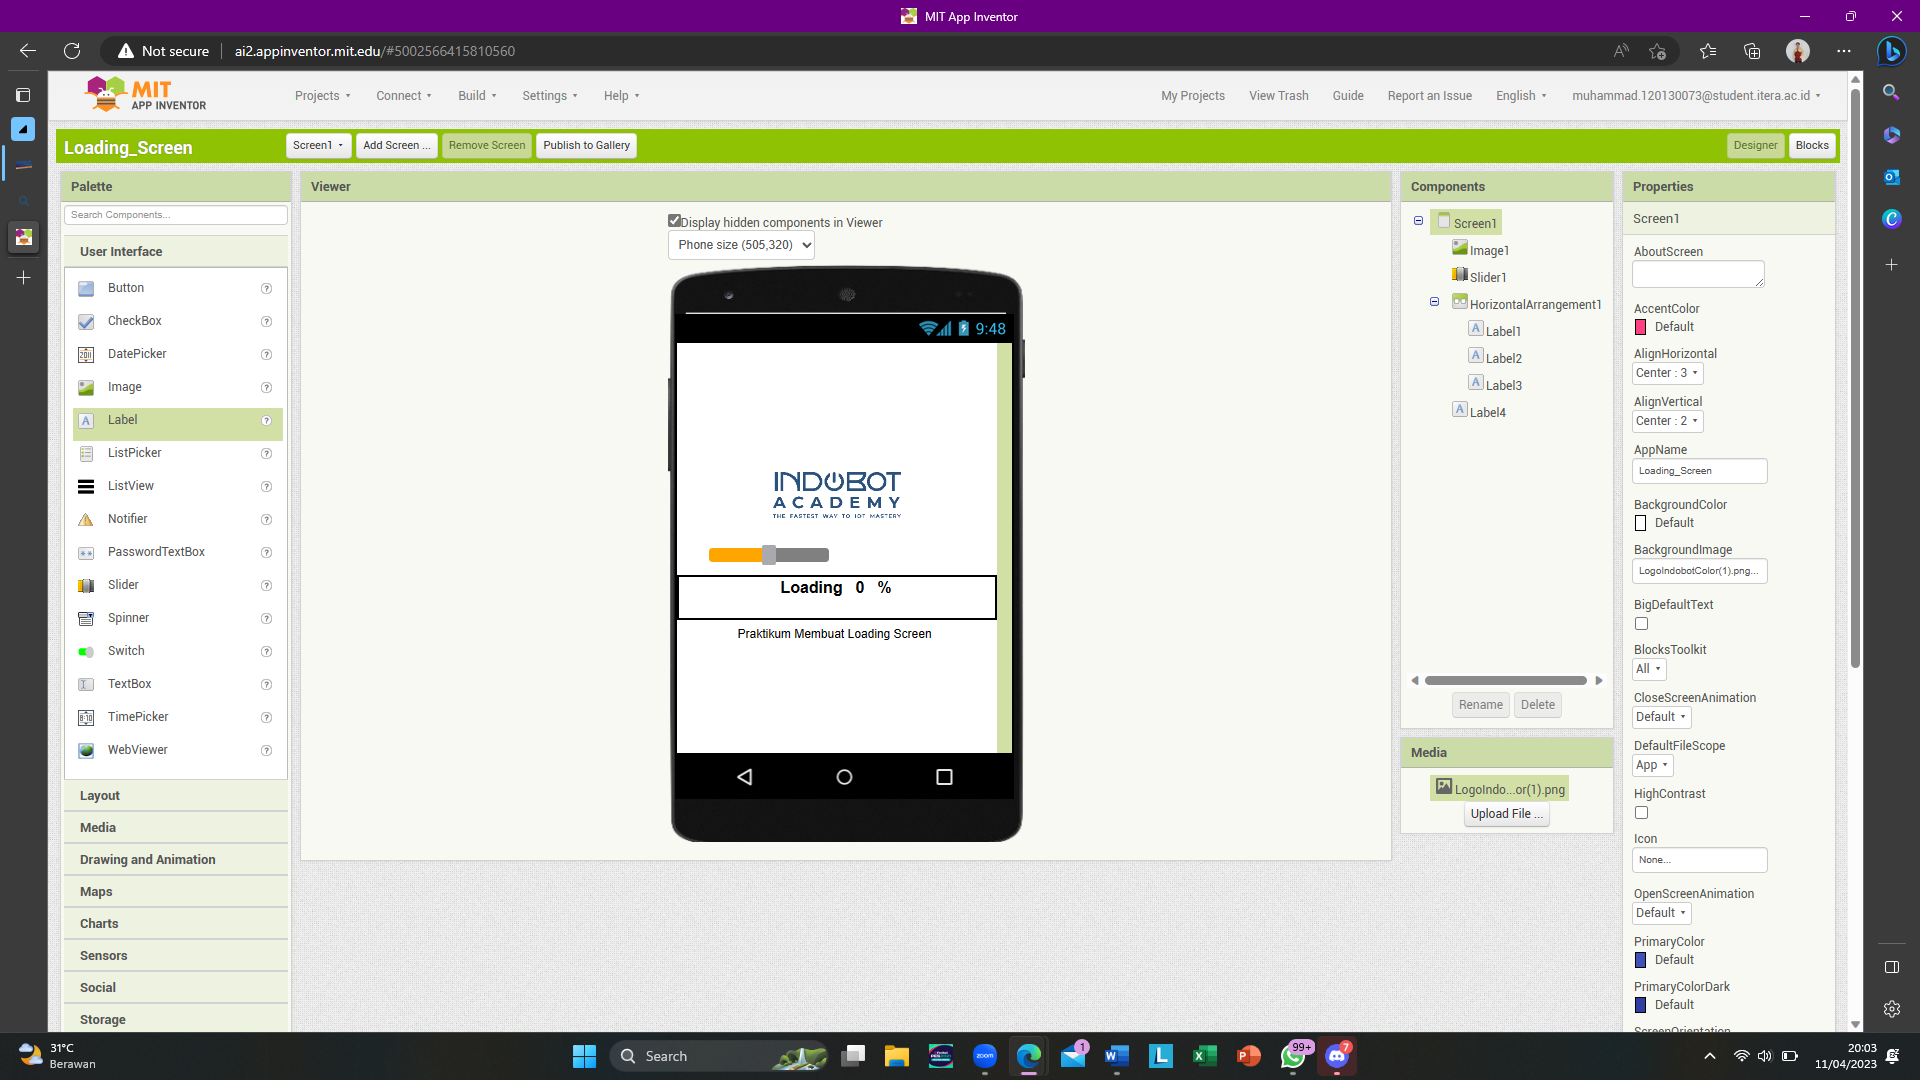 MIT App Inventor
Not secure
ai2.appinventor.mit.edu/#5002566415810560
MIT
APP INVENTOR
Projects
Connect
Build
Settings
Help
My Projects
View Trash
Guide
Report an Issue
English
muhammad.120130073@student.itera.ac.id
Loading_Screen
Screen1
Add Screen ...
Remove Screen
Publish to Gallery
Designer
Blocks
Palette
Search Components...
User Interface
Button
CheckBox
DatePicker
Image
Label
ListPicker
ListView
Notifier
PasswordTextBox
Slider
Spinner
Switch
TextBox
TimePicker
WebViewer
Layout
Media
Drawing and Animation
Maps
Charts
Sensors
Social
Storage
Viewer
Display hidden components in Viewer
Phone size (505,320)
9:48
INDOBOT
ACADEMY
THE FASTEST WAY TO IOT MASTERY
Loading 0 %
Praktikum Membuat Loading Screen
Components
Screen1
Image1
Slider1
HorizontalArrangement1
Label1
Label2
Label3
Label4
Rename
Delete
Media
LogoIndo...or(1).png
Upload File ...
Properties
Screen1
AboutScreen
AccentColor
Default
AlignHorizontal
Center : 3
AlignVertical
Center : 2
AppName
Loading_Screen
BackgroundColor
Default
BackgroundImage
LogoIndobotColor(1).png...
BigDefaultText
BlocksToolkit
All
CloseScreenAnimation
Default
DefaultFileScope
App
HighContrast
Icon
None...
OpenScreenAnimation
Default
PrimaryColor
Default
PrimaryColorDark
Default
ScreenOrientation
31°C
Berawan
Search
zoom
1
99+
7
20:03
11/04/2023